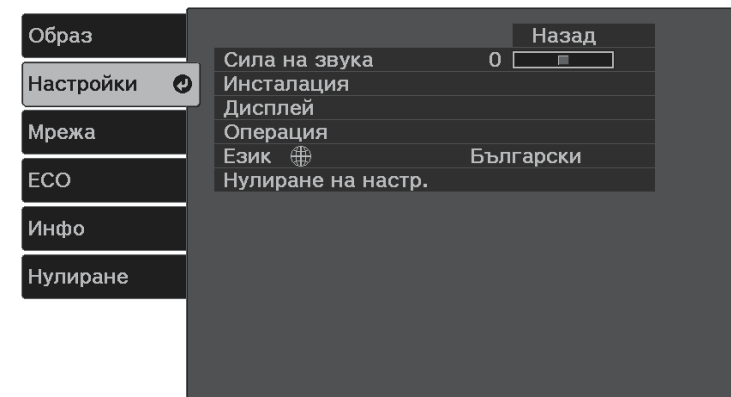 Образ
Настройки
Мрежа
ECO
Инфо
Нулиране
Назад
Сила на звука 0
Инсталация
Дисплей
Операция
Език Български
Нулиране на настр.